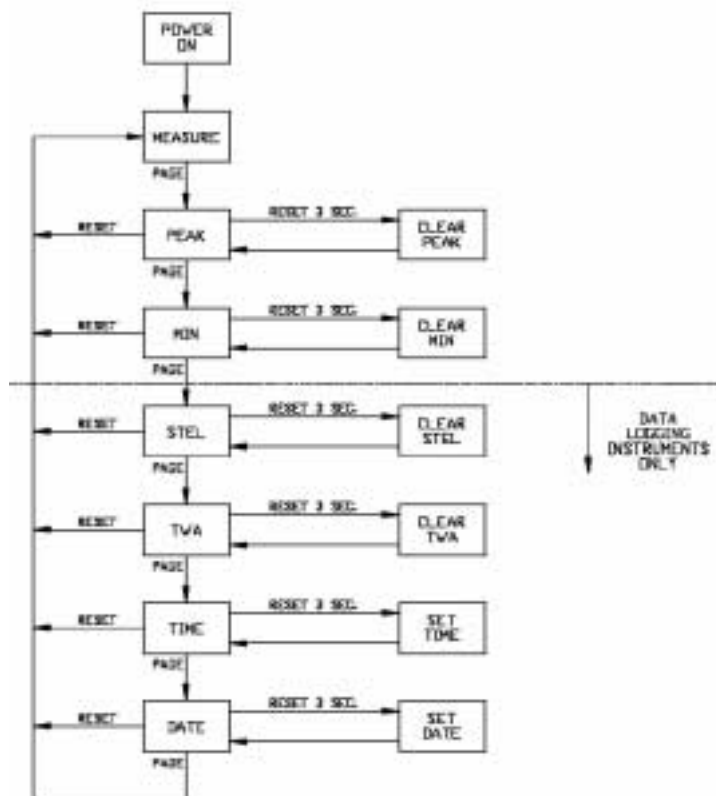 POWER
ON
MEASURE
PAGE
RESET
PEAK
RESET 3 SEC.
CLEAR
PEAK
PAGE
RESET
MIN
RESET 3 SEC.
CLEAR
MIN
PAGE
DATA
LOGGING
INSTRUMENTS
ONLY
RESET
STEL
RESET 3 SEC.
CLEAR
STEL
PAGE
RESET
TWA
RESET 3 SEC.
CLEAR
TWA
PAGE
RESET
TIME
RESET 3 SEC.
SET
TIME
PAGE
RESET
DATE
RESET 3 SEC.
SET
DATE
PAGE